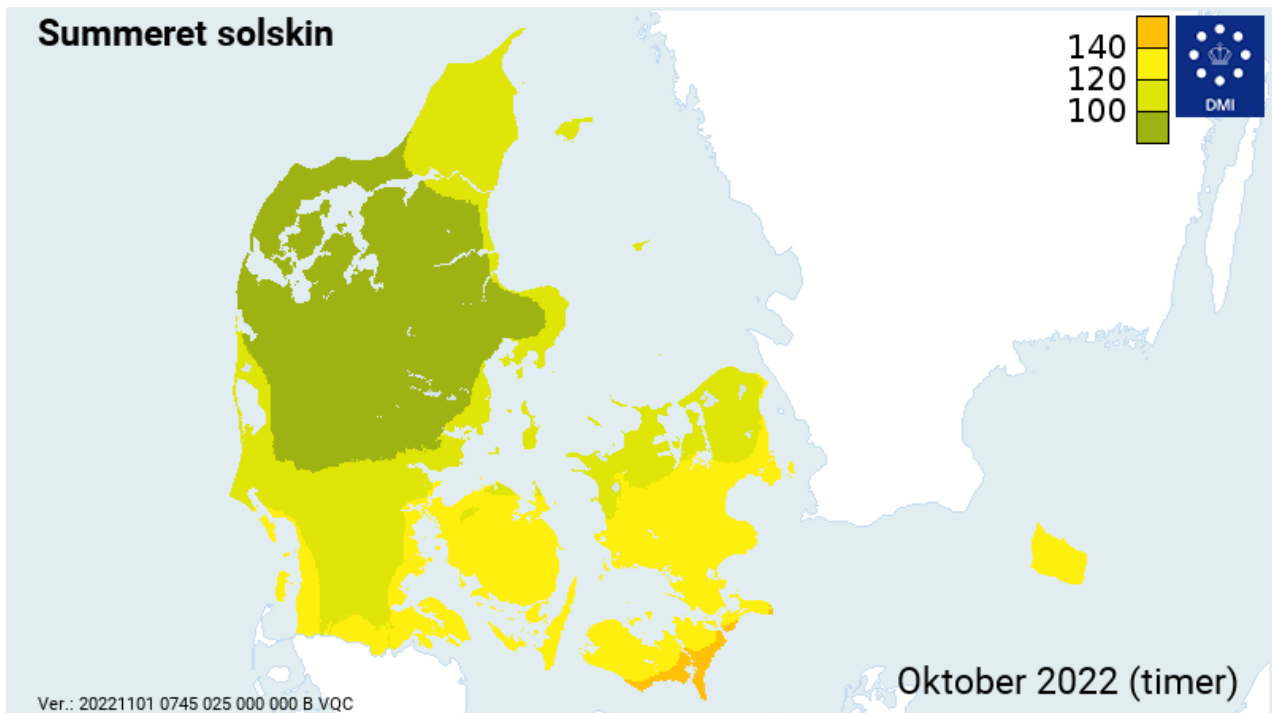 Summeret solskin
140
120
100
DMI
Oktober 2022 (timer)
Ver.: 20221101 0745 025 000 000 B VQC